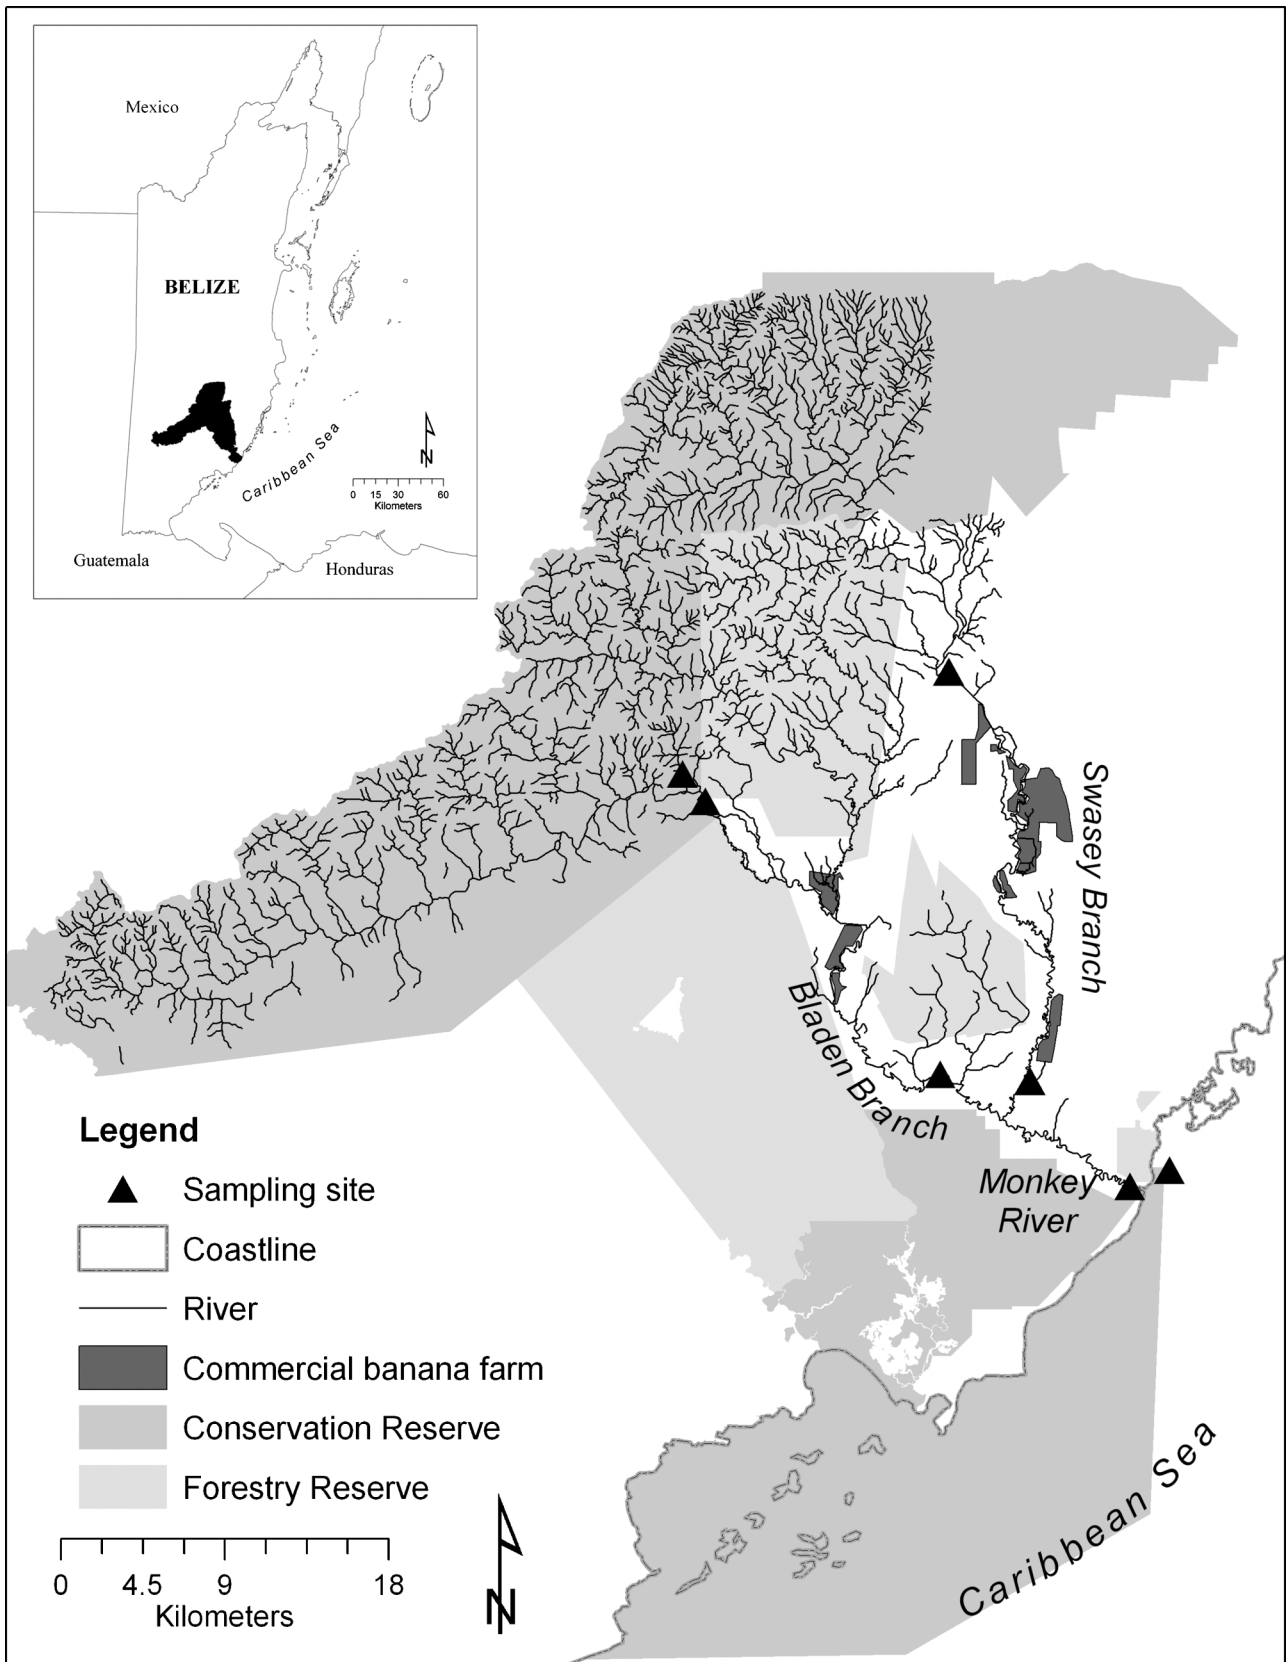 Mexico
BELIZE
Caribbean Sea
N
0 15 30 60
Kilometers
Guatemala
Honduras
Swasey Branch
Bladen Branch
Monkey
River
Legend
Sampling site
Coastline
River
Commercial banana farm
Conservation Reserve
Forestry Reserve
0 4.5 9 18
Kilometers
N
Caribbean Sea